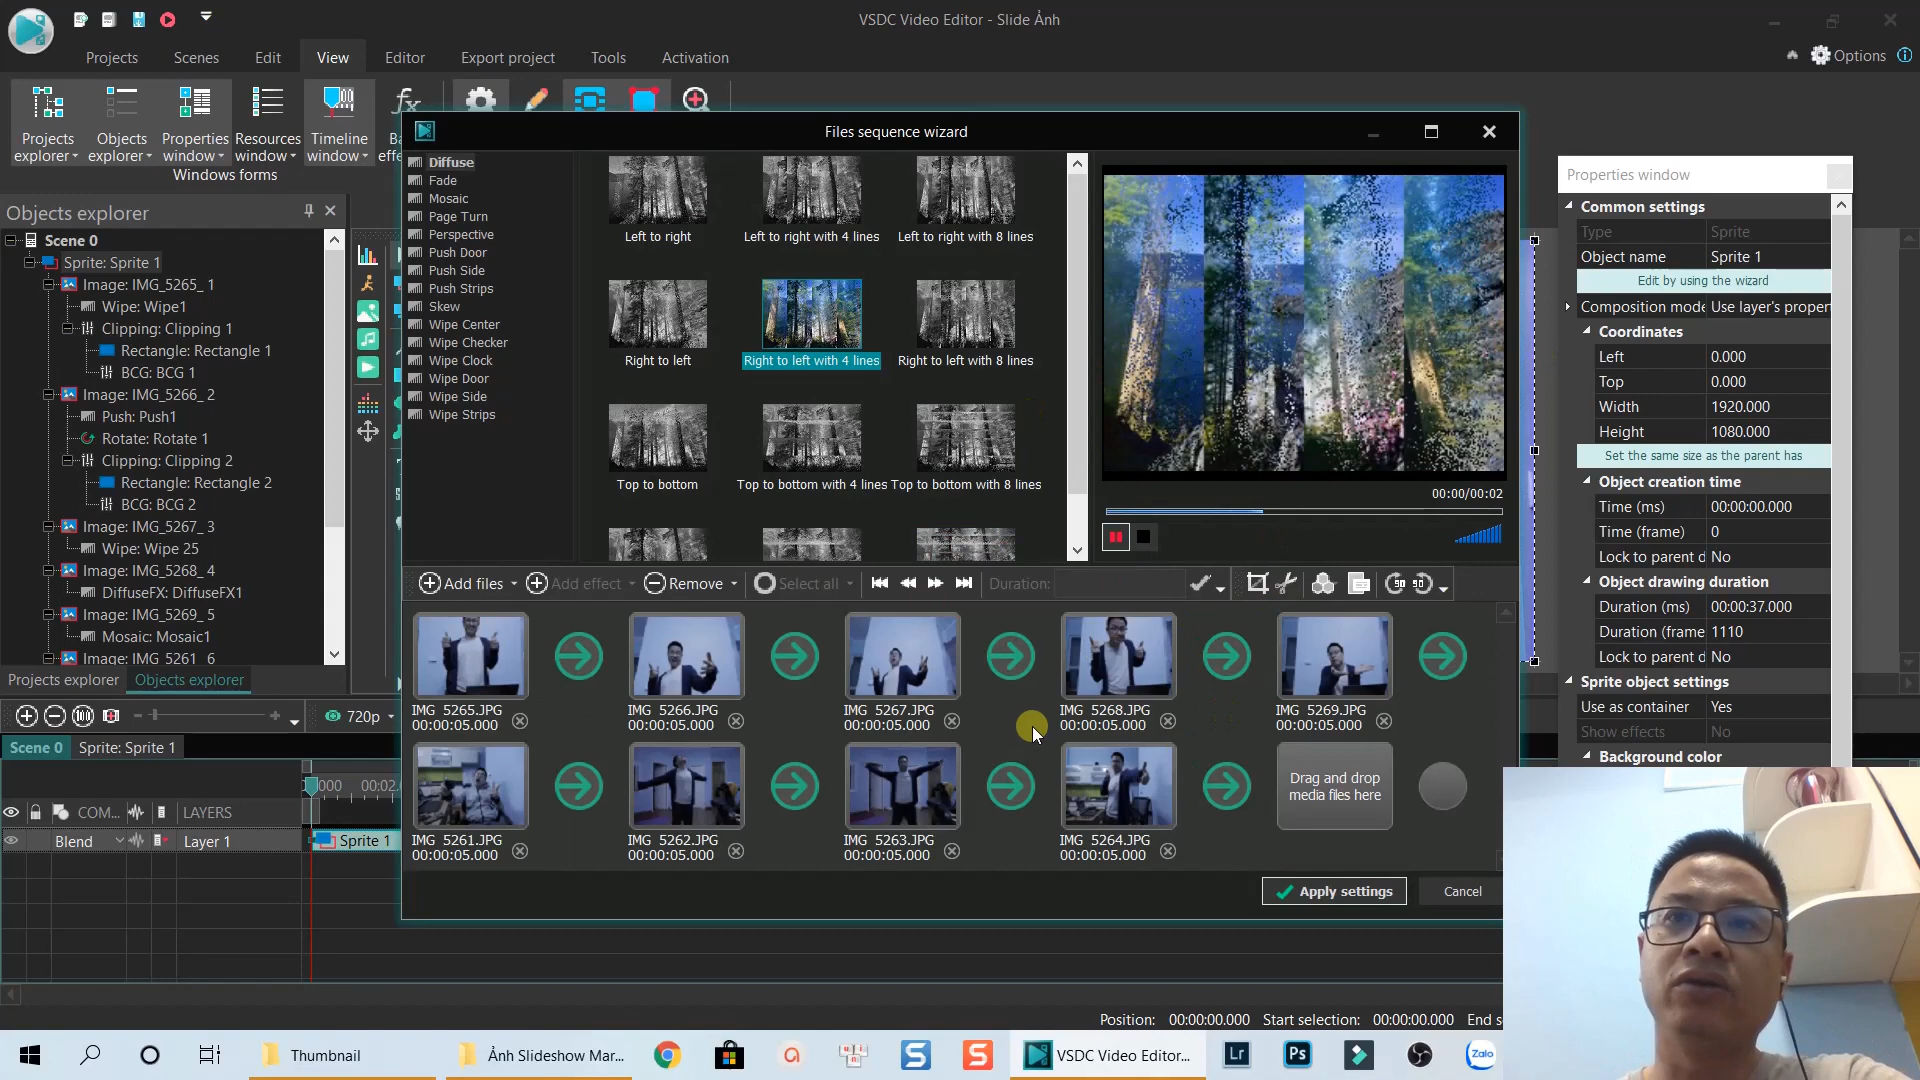 VSDC Video Editor - Slide Ảnh
Projects
Scenes
Edit
View
Editor
Export project
Tools
Activation
Options
Projects explorer
Objects explorer
Properties window
Resources window
Timeline window
Windows forms
Files sequence wizard
Objects explorer
Scene 0
Sprite: Sprite 1
Image: IMG_5265_ 1
Wipe: Wipe1
Clipping: Clipping 1
Rectangle: Rectangle 1
BCG: BCG 1
Image: IMG_5266_ 2
Push: Push1
Rotate: Rotate 1
Clipping: Clipping 2
Rectangle: Rectangle 2
BCG: BCG 2
Image: IMG_5267_ 3
Wipe: Wipe 25
Image: IMG_5268_ 4
DiffuseFX: DiffuseFX1
Image: IMG_5269_ 5
Mosaic: Mosaic1
Image: IMG 5261 6
Projects explorer
Objects explorer
Diffuse
Fade
Mosaic
Page Turn
Perspective
Push Door
Push Side
Push Strips
Skew
Wipe Center
Wipe Checker
Wipe Clock
Wipe Door
Wipe Side
Wipe Strips
Left to right
Left to right with 4 lines
Left to right with 8 lines
Right to left
Right to left with 4 lines
Right to left with 8 lines
Top to bottom
Top to bottom with 4 lines
Top to bottom with 8 lines
00:00/00:02
Add files
Add effect
Remove
Select all
Duration:
IMG_5265.JPG
00:00:05.000
IMG_5266.JPG
00:00:05.000
IMG_5267.JPG
00:00:05.000
IMG_5268.JPG
00:00:05.000
IMG_5269.JPG
00:00:05.000
IMG_5261.JPG
00:00:05.000
IMG_5262.JPG
00:00:05.000
IMG_5263.JPG
00:00:05.000
IMG_5264.JPG
00:00:05.000
Drag and drop
media files here
Apply settings
Cancel
Properties window
Common settings
Type Sprite
Object name Sprite 1
Edit by using the wizard
Composition mode Use layer's proper
Coordinates
Left 0.000
Top 0.000
Width 1920.000
Height 1080.000
Set the same size as the parent has
Object creation time
Time (ms) 00:00:00.000
Time (frame) 0
Lock to parent d No
Object drawing duration
Duration (ms) 00:00:37.000
Duration (frame 1110
Lock to parent d No
Sprite object settings
Use as container Yes
Show effects No
Background color
720p
Scene 0
Sprite: Sprite 1
000 00:02.
COM...
LAYERS
Blend
Layer 1
Sprite 1
Position: 00:00:00.000 Start selection: 00:00:00.000 End s
Thumbnail
Ảnh Slideshow Mar...
VSDC Video Editor...
Lr
Ps
Zalo